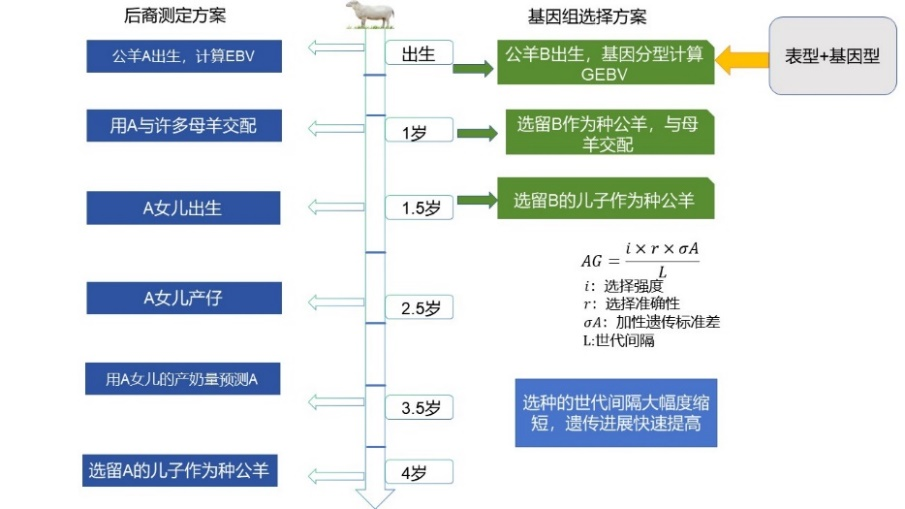 后裔测定方案
基因组选择方案
公羊A出生，计算EBV
出生
公羊B出生，基因分型计算
GEBV
表型+基因型
用A与许多母羊交配
1岁
选留B作为种公羊，与母
羊交配
A女儿出生
1.5岁
选留B的儿子作为种公羊
AG = i × r × σA / L
i：选择强度
r：选择准确性
σA：加性遗传标准差
L:世代间隔
A女儿产仔
2.5岁
用A女儿的产奶量预测A
3.5岁
选种的世代间隔大幅度缩
短，遗传进展快速提高
选留A的儿子作为种公羊
4岁